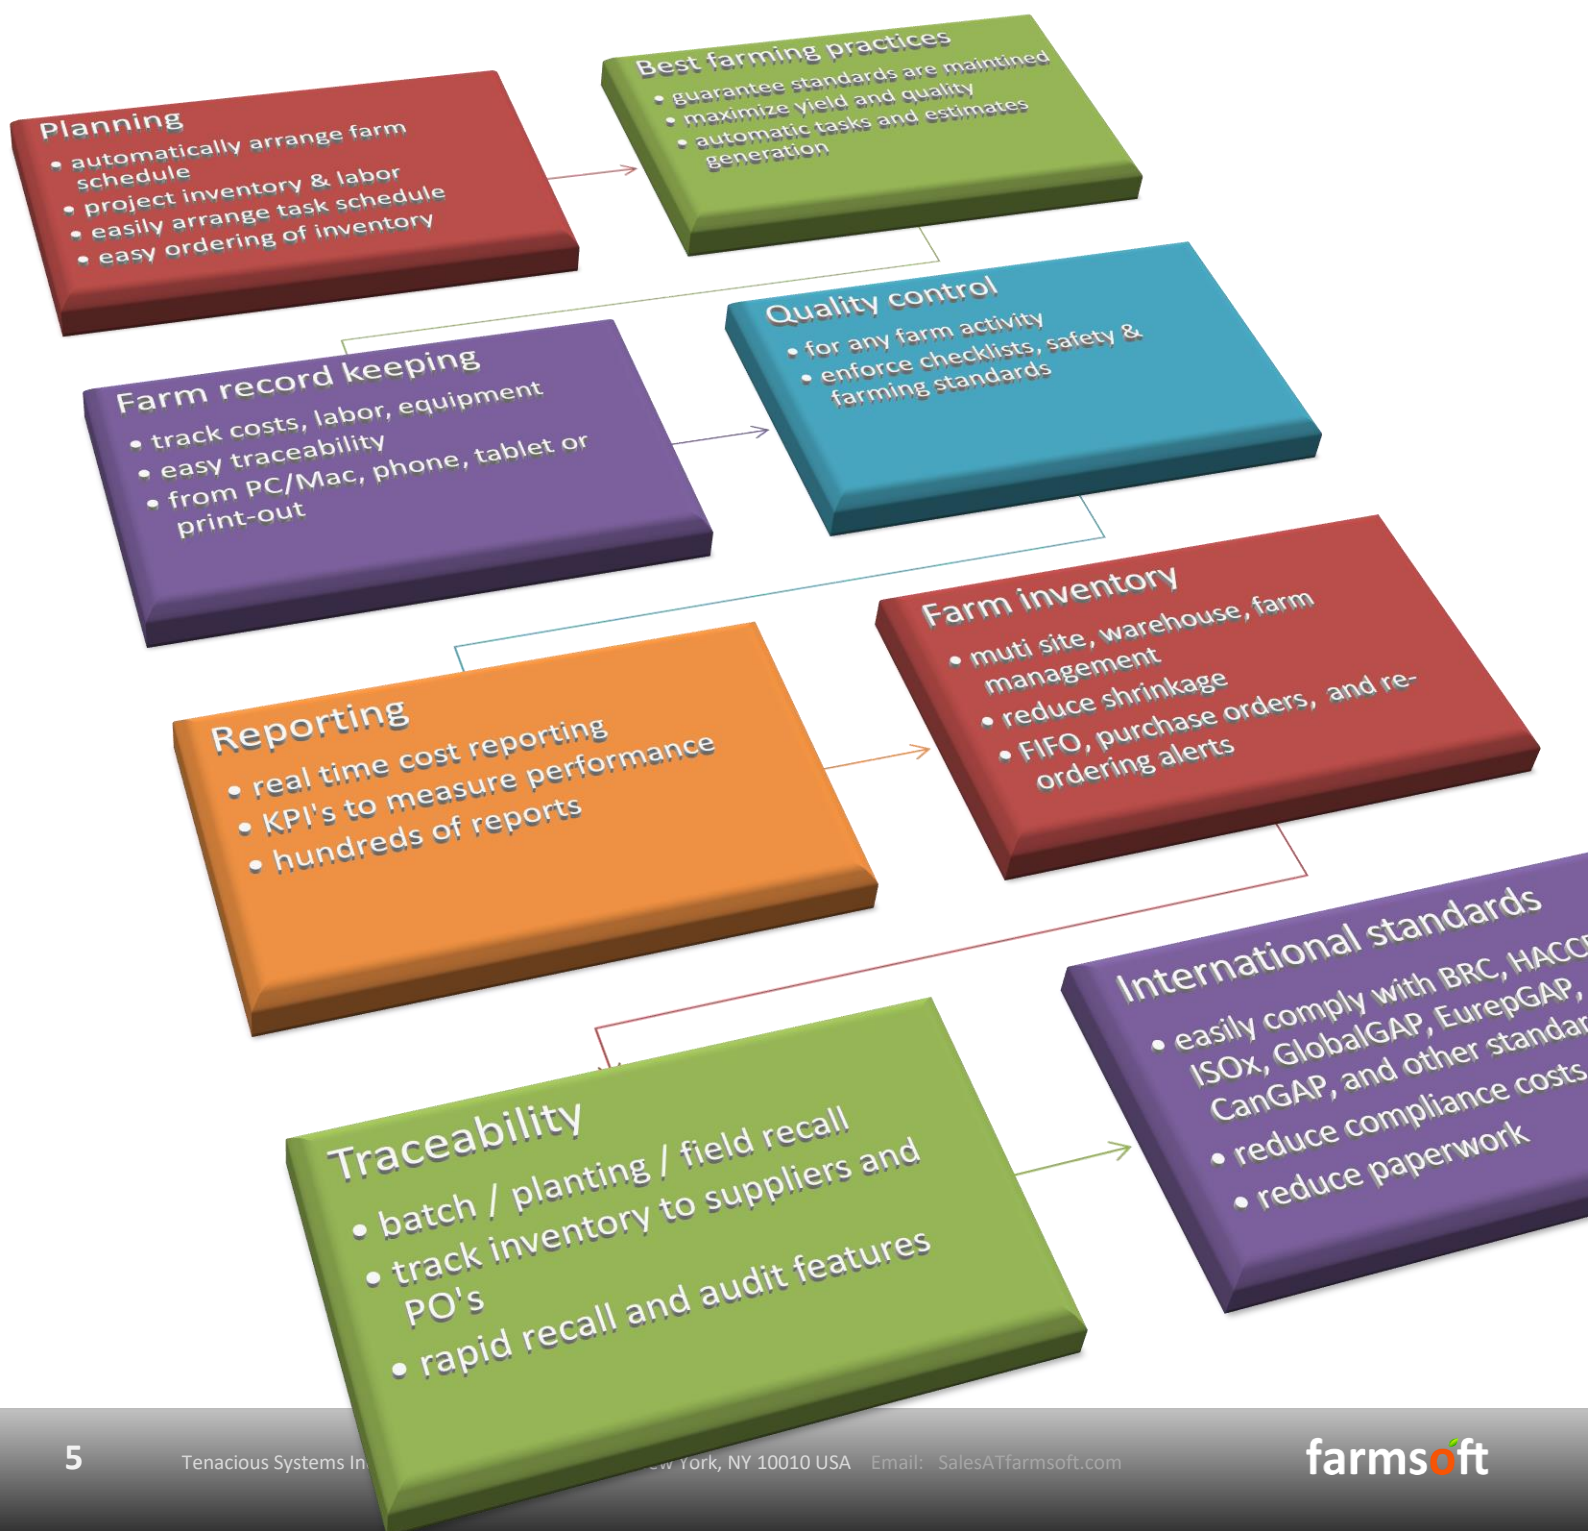 Planning
• automatically arrange farm
schedule
• project inventory & labor
• easily arrange task schedule
• easy ordering of inventory
Best farming practices
• guarantee standards are maintined
• maximize yield and quality
• automatic tasks and estimates
generation
Farm record keeping
• track costs, labor, equipment
• easy traceability
• from PC/Mac, phone, tablet or
print-out
Quality control
• for any farm activity
• enforce checklists, safety &
farming standards
Reporting
• real time cost reporting
• KPI's to measure performance
• hundreds of reports
Farm inventory
• muti site, warehouse, farm
management
• reduce shrinkage
• FIFO, purchase orders, and re-
ordering alerts
Traceability
• batch / planting / field recall
• track inventory to suppliers and
PO's
• rapid recall and audit features
International standards
• easily comply with BRC,
ISOx, GlobalGAP, EurepGAP,
CanGAP, and other
• reduce compliance costs
• reduce paperwork
5
Tenacious Systems York, NY 10010 USA Email: SalesATfarmsoft.com
farmsoft